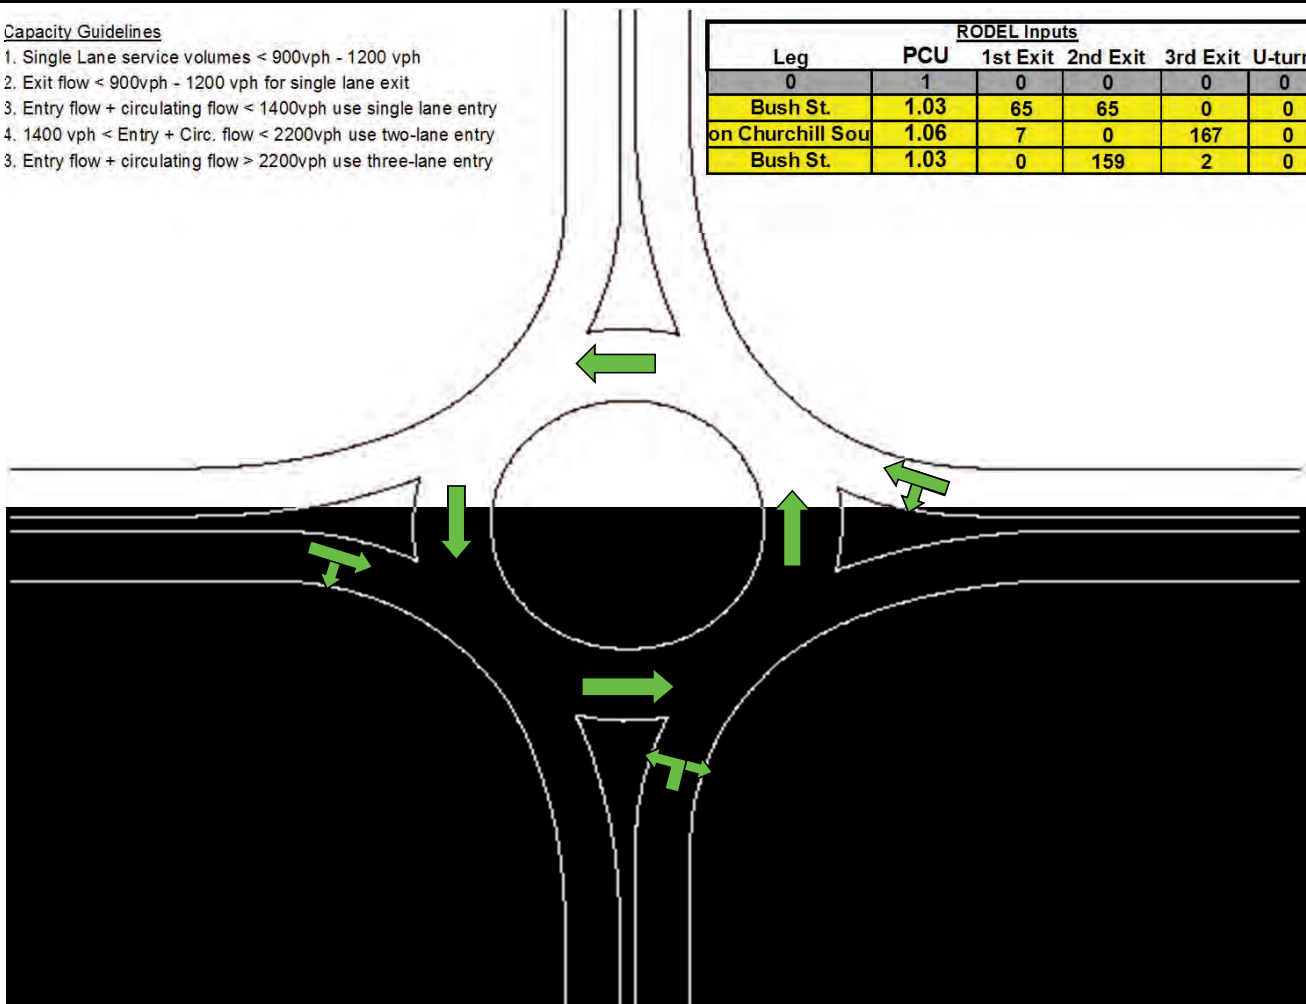 Capacity Guidelines
1. Single Lane service volumes < 900vph - 1200 vph
2. Exit flow < 900vph - 1200 vph for single lane exit
3. Entry flow + circulating flow < 1400vph use single lane entry
4. 1400 vph < Entry + Circ. flow < 2200vph use two-lane entry
3. Entry flow + circulating flow > 2200vph use three-lane entry
RODEL Inputs
Leg PCU 1st Exit 2nd Exit 3rd Exit U-turn
0 1 0 0 0 0
Bush St. 1.03 65 65 0 0
on Churchill Sou 1.06 7 0 167 0
Bush St. 1.03 0 159 2 0